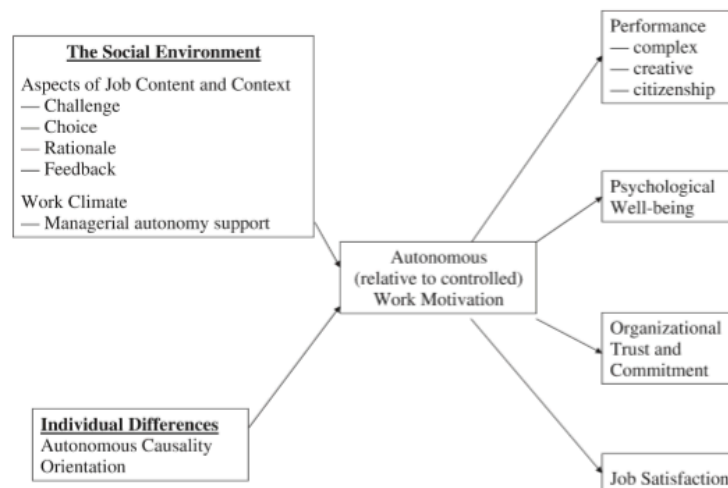 The Social Environment
Aspects of Job Content and Context
— Challenge
— Choice
— Rationale
— Feedback
Work Climate
— Managerial autonomy support
Individual Differences
Autonomous Causality
Orientation
Autonomous
(relative to controlled)
Work Motivation
Performance
— complex
— creative
— citizenship
Psychological
Well-being
Organizational
Trust and
Commitment
Job Satisfaction